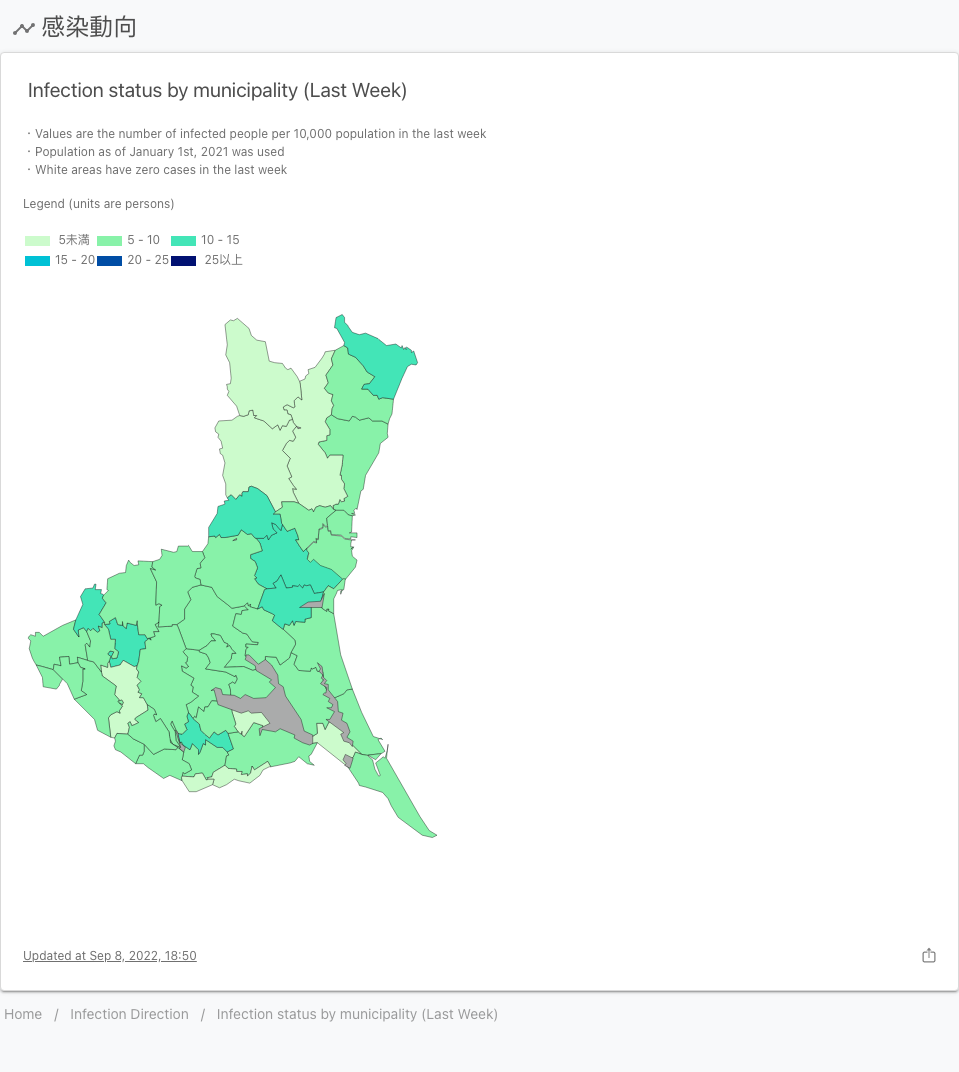 感染動向
Infection status by municipality (Last Week)
・Values are the number of infected people per 10,000 population in the last week
・Population as of January 1st, 2021 was used
・White areas have zero cases in the last week
Legend (units are persons)
5未満 5 - 10 10 - 15
15 - 20 20 - 25 25以上
Updated at Sep 8, 2022, 18:50
Home / Infection Direction / Infection status by municipality (Last Week)